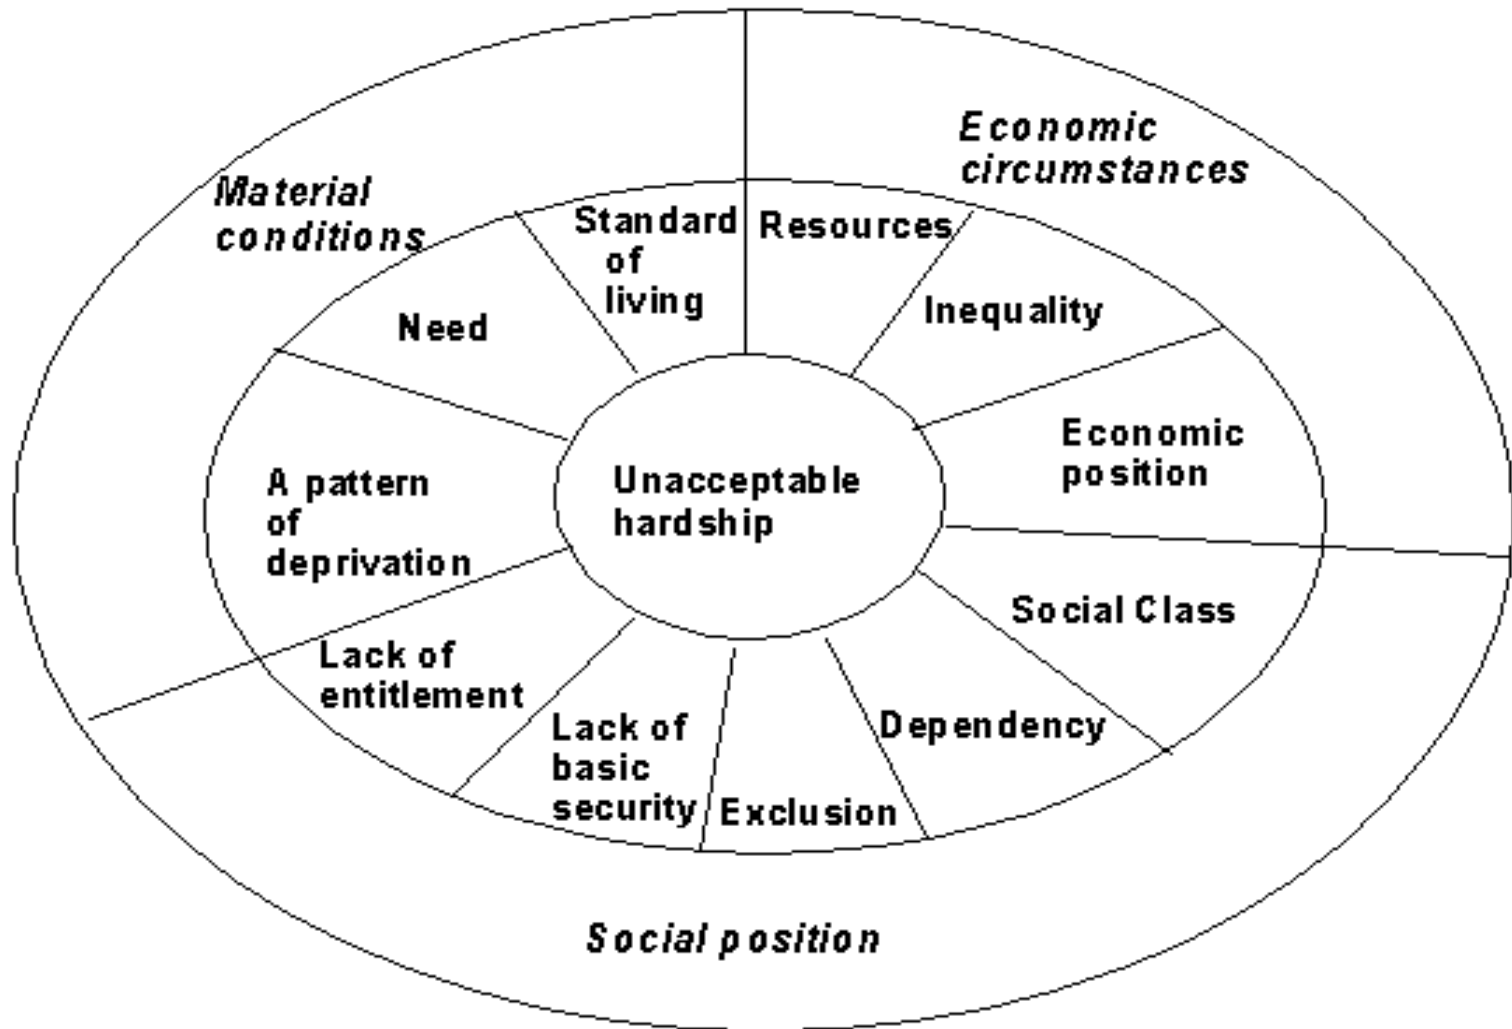 Economic
circumstances
Material
conditions
Standard
of
living
Resources
Need
Inequality
Economic
position
A pattern
of
deprivation
Unacceptable
hardship
Social Class
Lack of
entitlement
Lack of
basic
security
Exclusion
Dependency
Social position